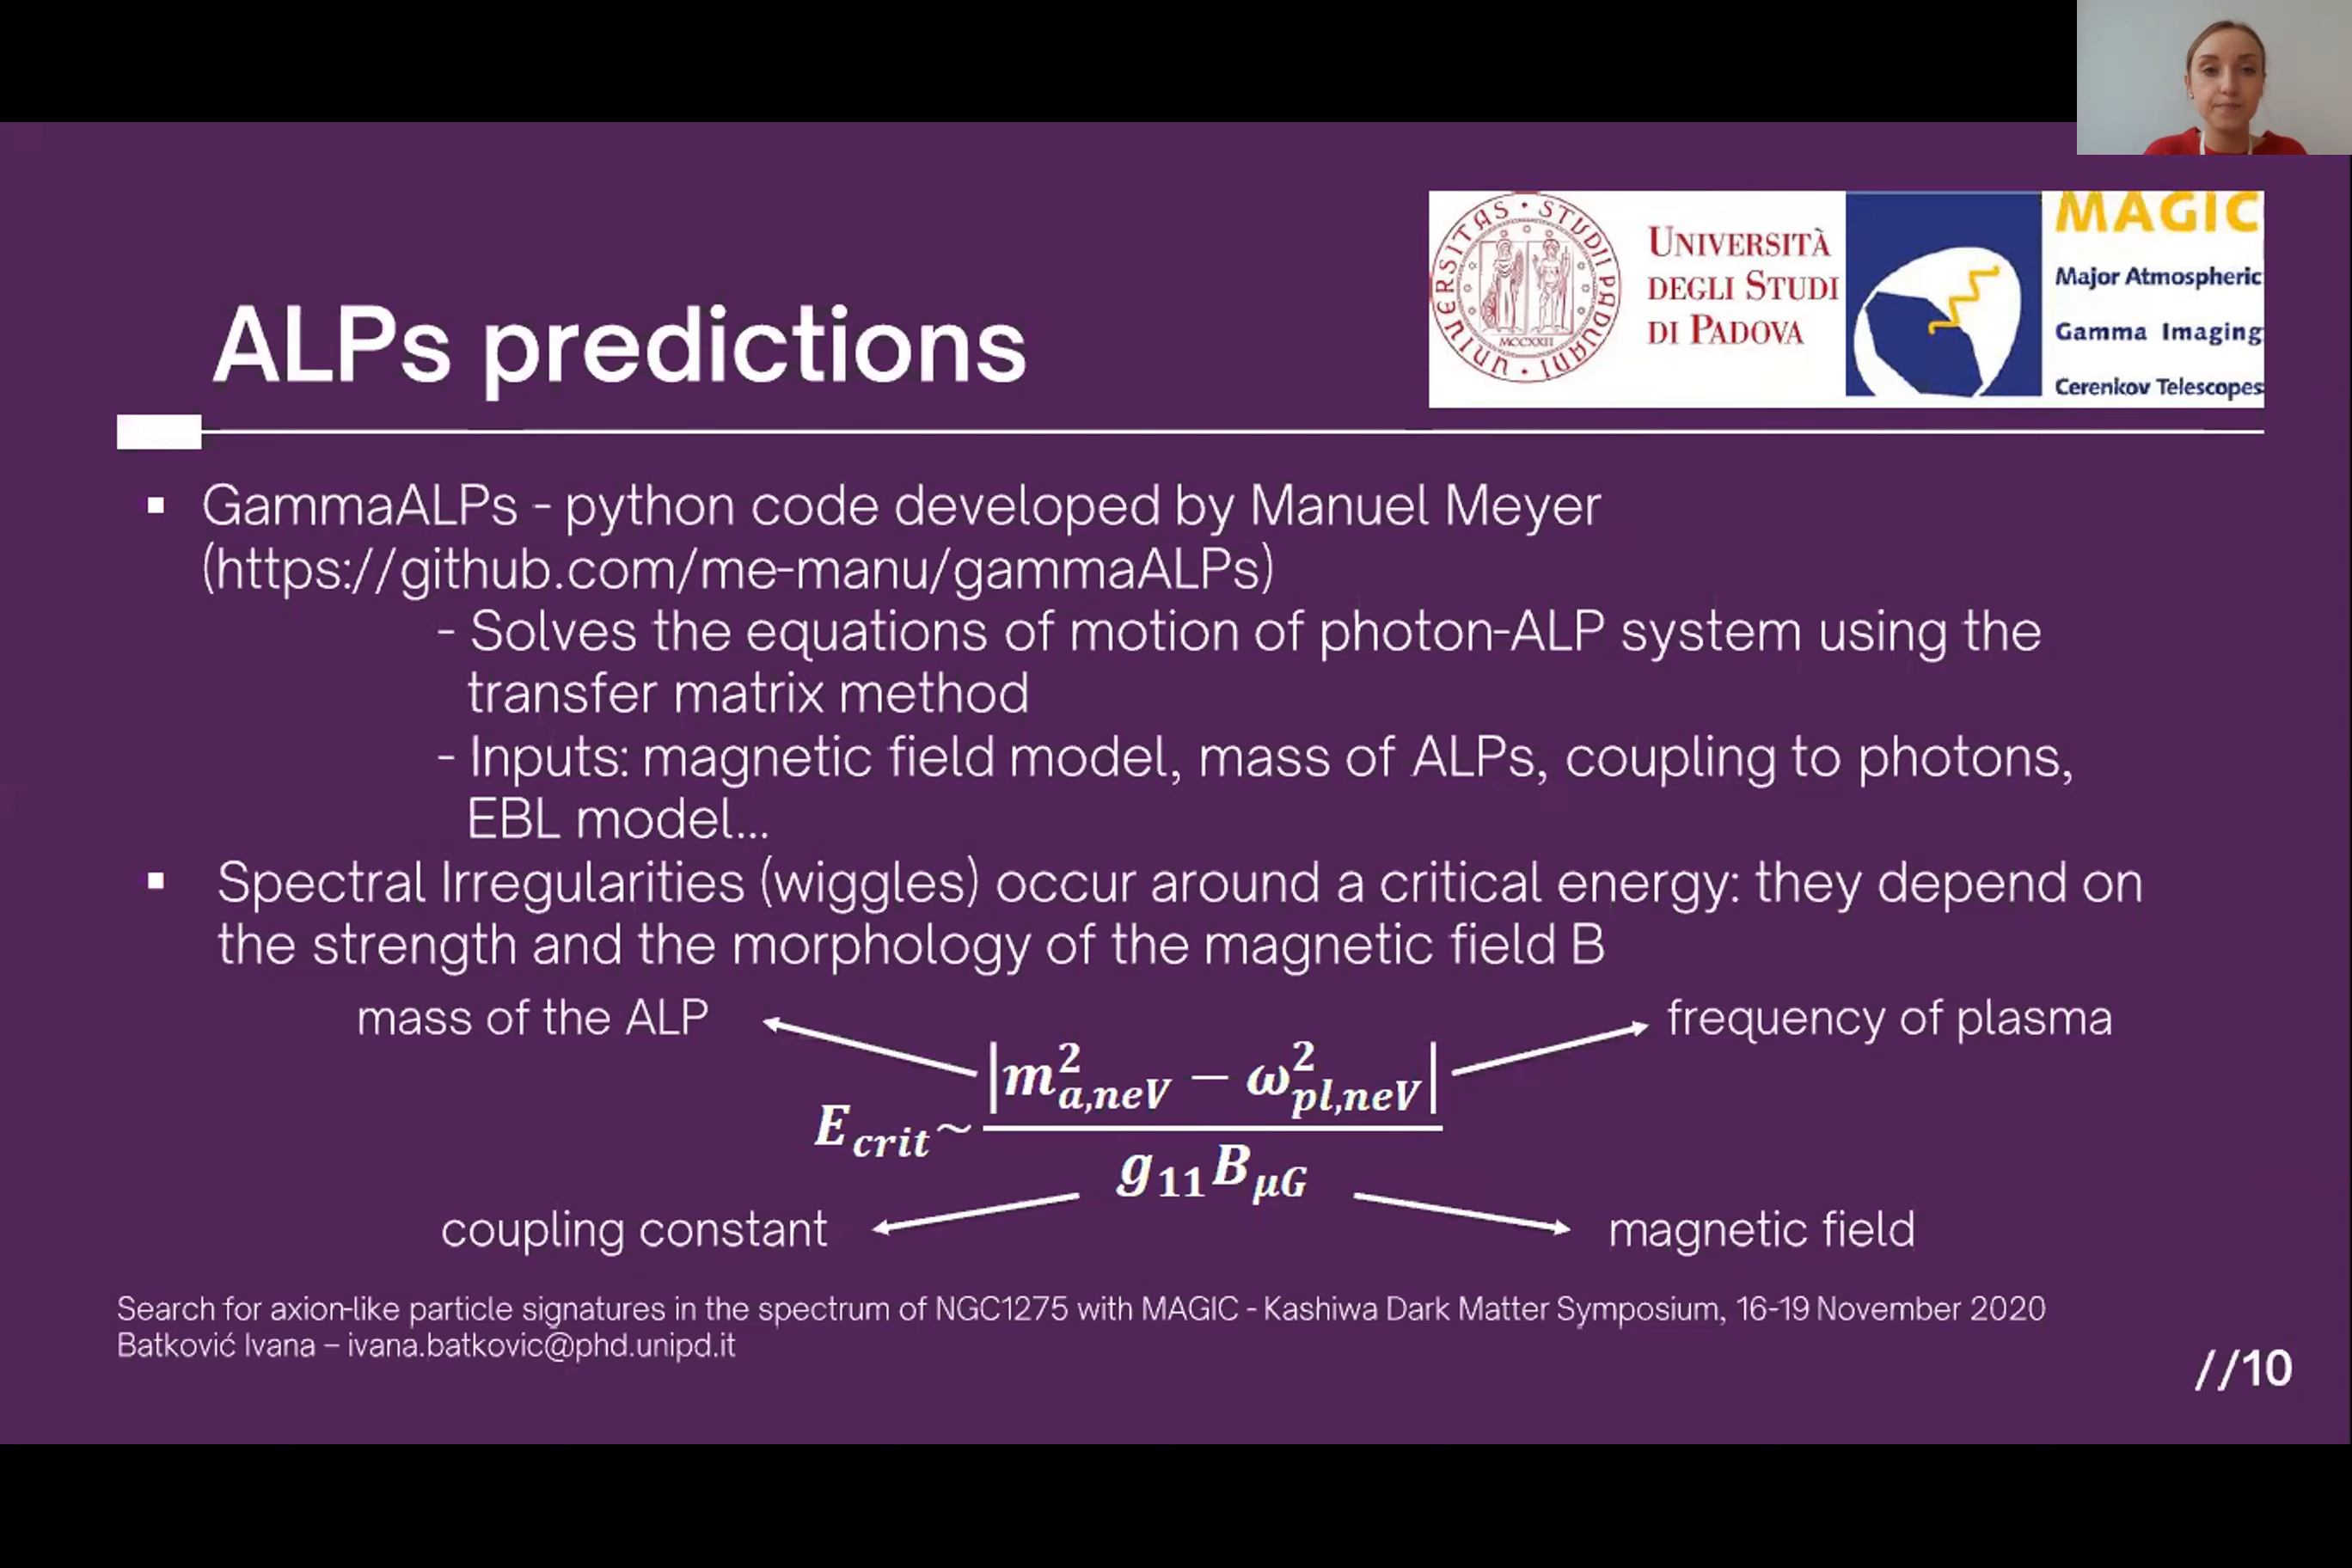 UNIVERSITAS STUDII PADUANI
MCCXXII
UNIVERSITÀ
DEGLI STUDI
DI PADOVA
MAGIC
Major Atmospheric
Gamma Imaging
Cerenkov Telescopes
ALPs predictions
▪ GammaALPs - python code developed by Manuel Meyer
(https://github.com/me-manu/gammaALPs)
- Solves the equations of motion of photon-ALP system using the
transfer matrix method
- Inputs: magnetic field model, mass of ALPs, coupling to photons,
EBL model...
▪ Spectral Irregularities (wiggles) occur around a critical energy: they depend on
the strength and the morphology of the magnetic field B
mass of the ALP
frequency of plasma
E_crit ~ |m²_a,neV − ω²_pl,neV| / g₁₁B_μG
coupling constant
magnetic field
Search for axion-like particle signatures in the spectrum of NGC1275 with MAGIC - Kashiwa Dark Matter Symposium, 16-19 November 2020
Batković Ivana – ivana.batkovic@phd.unipd.it
//10